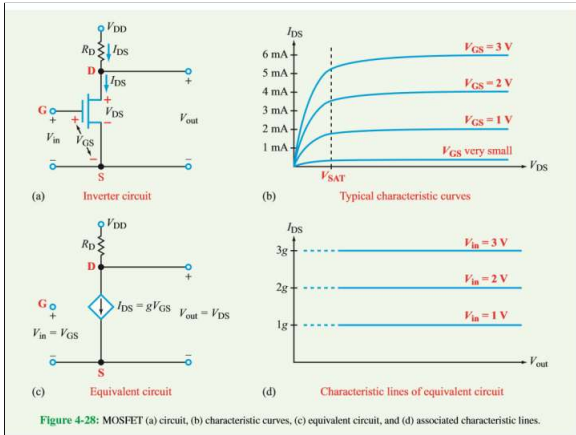 VDD
RD
IDS
D
IDS
G
+
+
+
VDS
Vout
Vin
VGS
−
−
−
−
S
(a) Inverter circuit
IDS
6 mA
VGS = 3 V
5 mA
4 mA
VGS = 2 V
3 mA
2 mA
VGS = 1 V
1 mA
VGS very small
VDS
VSAT
(b) Typical characteristic curves
VDD
RD
D
+
G
+
IDS = gVGS
Vout = VDS
Vin = VGS
−
−
S
(c) Equivalent circuit
IDS
3g
Vin = 3 V
2g
Vin = 2 V
1g
Vin = 1 V
Vout
(d) Characteristic lines of equivalent circuit
Figure 4-28: MOSFET (a) circuit, (b) characteristic curves, (c) equivalent circuit, and (d) associated characteristic lines.